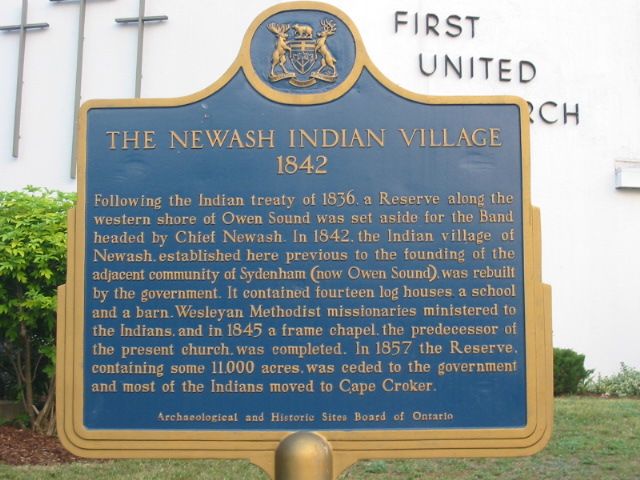 FIRST
UNITED
RCH
THE NEWASH INDIAN VILLAGE
1842
Following the Indian treaty of 1836, a Reserve along the
western shore of Owen Sound was set aside for the Band
headed by Chief Newash. In 1842, the Indian village of
Newash, established here previous to the founding of the
adjacent community of Sydenham (now Owen Sound), was rebuilt
by the government. It contained fourteen log houses, a school
and a barn. Wesleyan Methodist missionaries ministered to
the Indians, and in 1845 a frame chapel, the predecessor of
the present church, was completed. In 1857 the Reserve,
containing some 11,000 acres, was ceded to the government
and most of the Indians moved to Cape Croker.
Archaeological and Historic Sites Board of Ontario